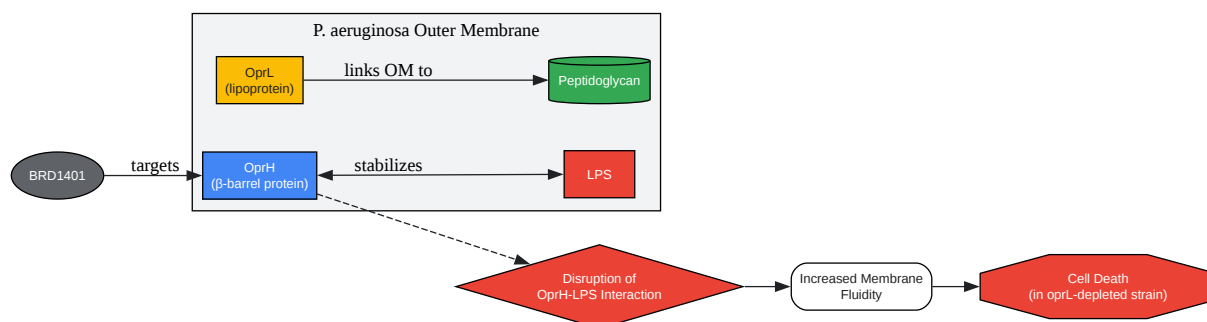 P. aeruginosa Outer Membrane
OprL
(lipoprotein)
links OM to
Peptidoglycan
BRD1401
targets
OprH
(β-barrel protein)
stabilizes
LPS
Disruption of
OprH-LPS Interaction
Increased Membrane
Fluidity
Cell Death
(in oprL-depleted strain)